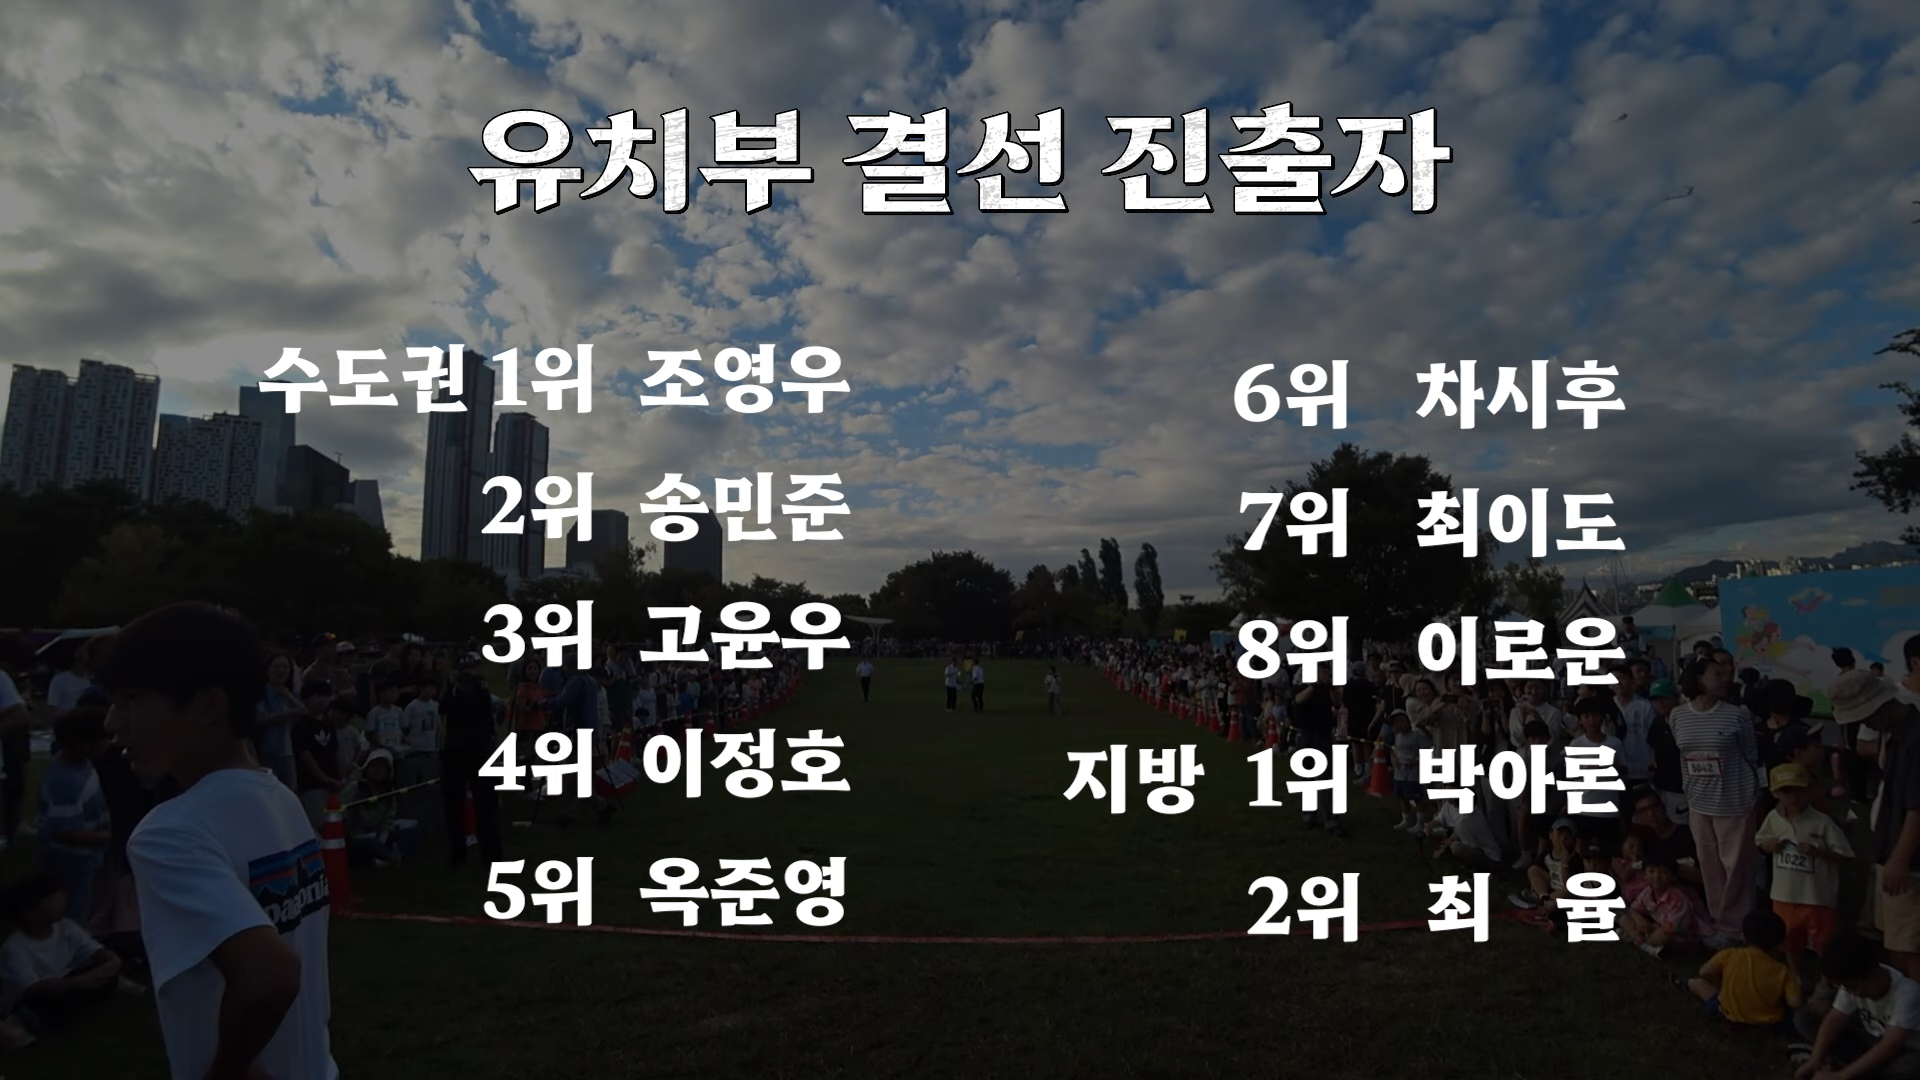 유치부 결선 진출자
수도권 1위 조영우
2위 송민준
3위 고윤우
4위 이정호
5위 옥준영
6위 차시후
7위 최이도
8위 이로운
지방 1위 박아론
2위 최 율
1022